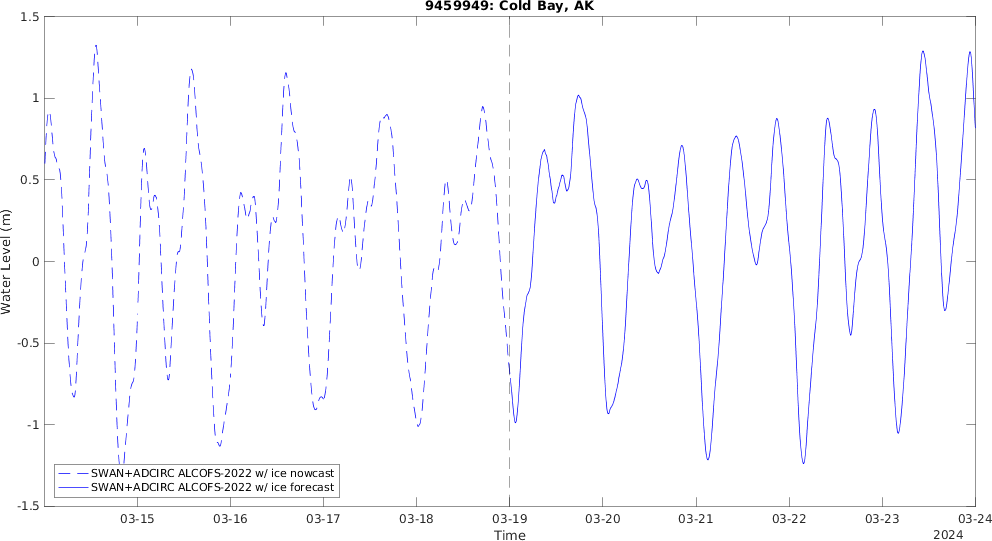 9459949: Cold Bay, AK
1.5
1
0.5
0
-0.5
-1
-1.5
Water Level (m)
SWAN+ADCIRC ALCOFS-2022 w/ ice nowcast
SWAN+ADCIRC ALCOFS-2022 w/ ice forecast
03-15 03-16 03-17 03-18 03-19 03-20 03-21 03-22 03-23 03-24
Time
2024